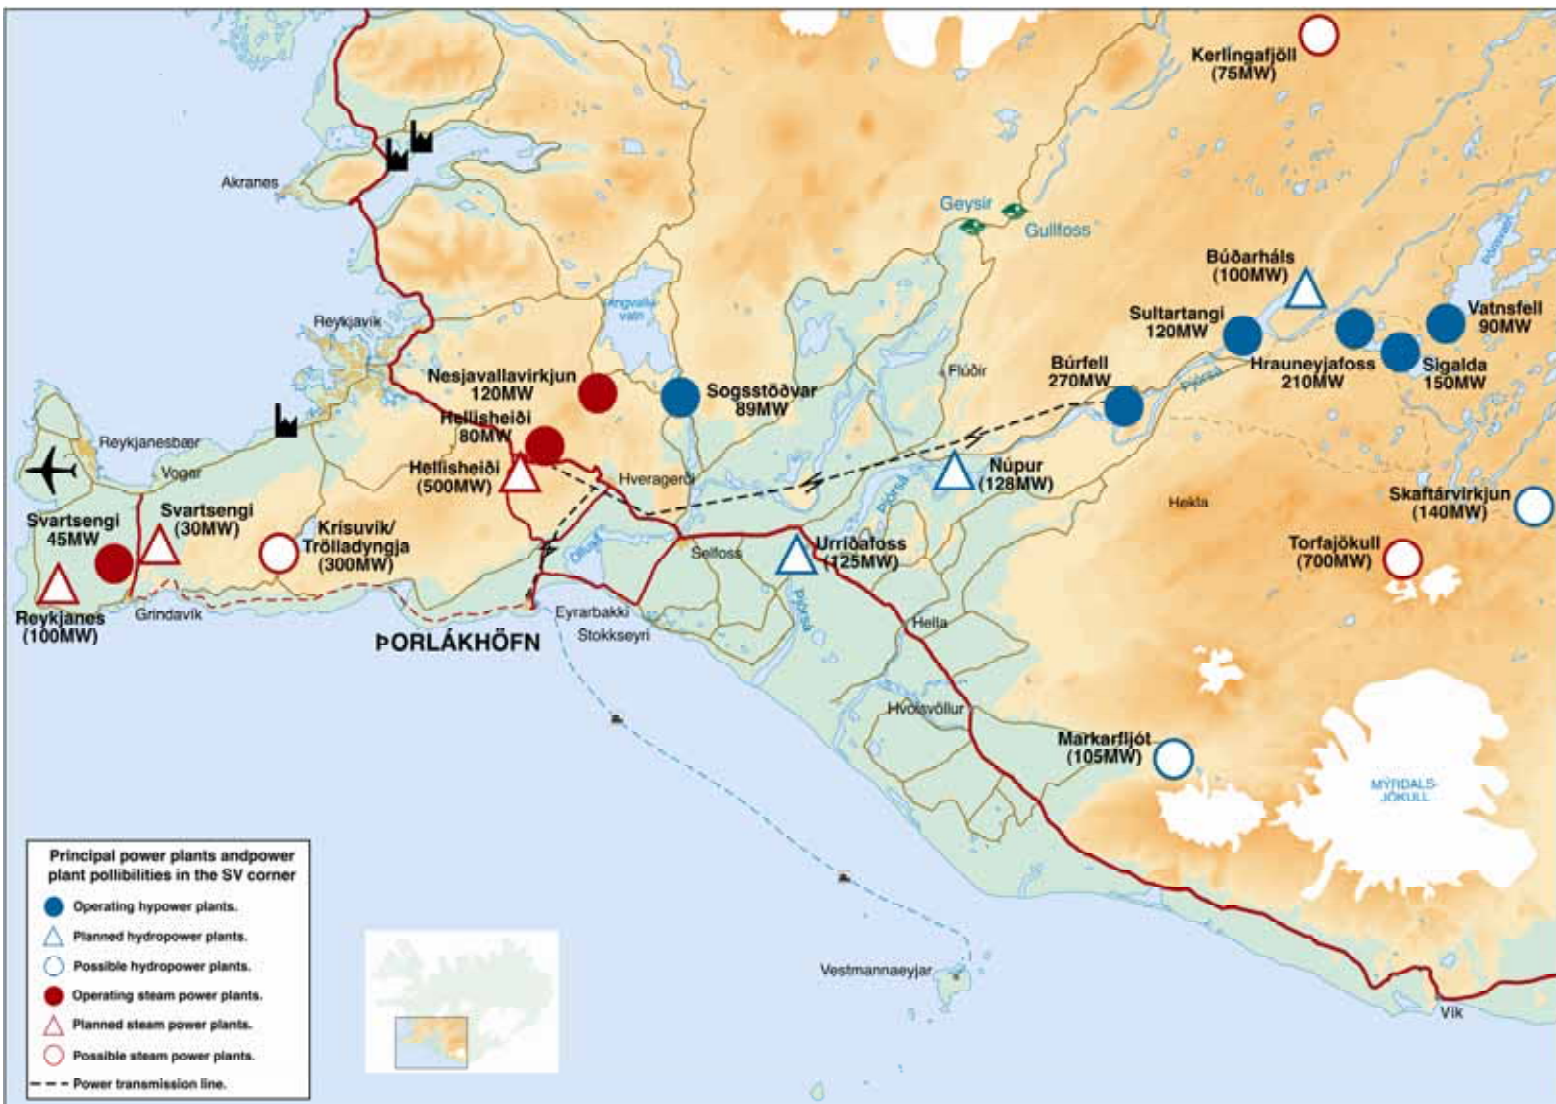 Kerlingafjöll
(75MW)
Akranes
Geysir
Gullfoss
Búðarháls
(100MW)
Þingvalla-
vatn
Reykjavík
Sultartangi
120MW
Vatnsfell
90MW
Hrauneyjafoss
210MW
Sigalda
150MW
Búrfell
270MW
Þjórsá
Flúðir
Nesjavallavirkjun
120MW
Sogsstöðvar
89MW
Hellisheiði
80MW
Hellisheiði
(500MW)
Hveragerði
Reykjanesbær
Vogar
Núpur
(128MW)
Hekla
Skaftárvirkjun
(140MW)
Þjórsá
Svartsengi
45MW
Svartsengi
(30MW)
Krísuvík/
Trölladyngja
(300MW)
Ölfusá
Selfoss
Urriðafoss
(125MW)
Torfajökull
(700MW)
Reykjanes
(100MW)
Grindavík
Eyrarbakki
Stokkseyri
ÞORLÁKHÖFN
Þjórsá
Hella
Hvolsvöllur
Markarfljót
(105MW)
MÝRDALS-
JÖKULL
Vestmannaeyjar
Vík
Principal power plants andpower
plant pollibilities in the SV corner
Operating hypower plants.
Planned hydropower plants.
Possible hydropower plants.
Operating steam power plants.
Planned steam power plants.
Possible steam power plants.
Power transmission line.